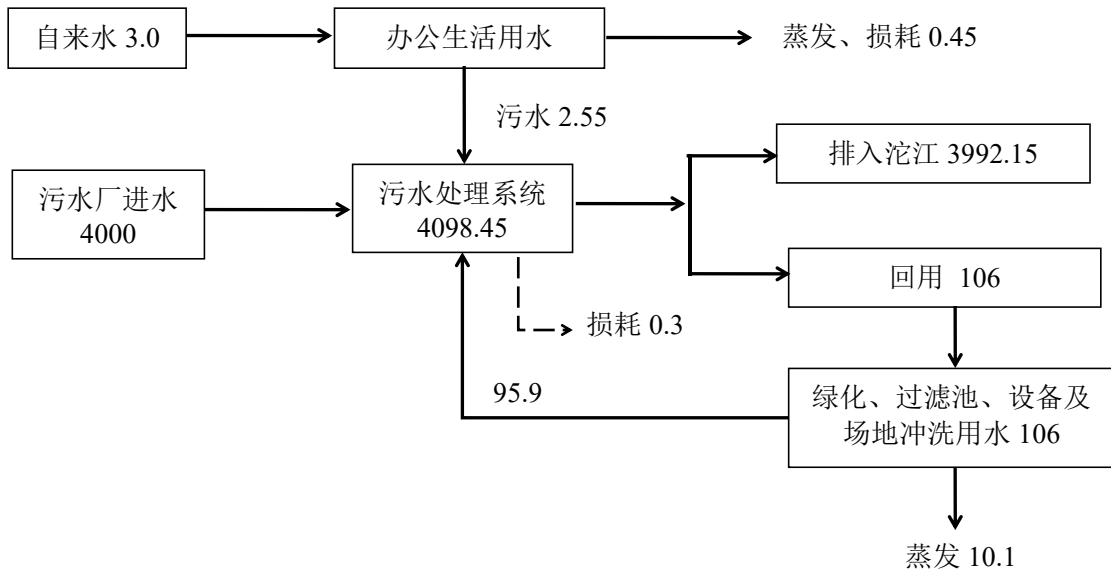 自来水 3.0
办公生活用水
蒸发、损耗 0.45
污水 2.55
排入沱江 3992.15
污水厂进水
4000
污水处理系统
4098.45
回用 106
损耗 0.3
95.9
绿化、过滤池、设备及
场地冲洗用水 106
蒸发 10.1